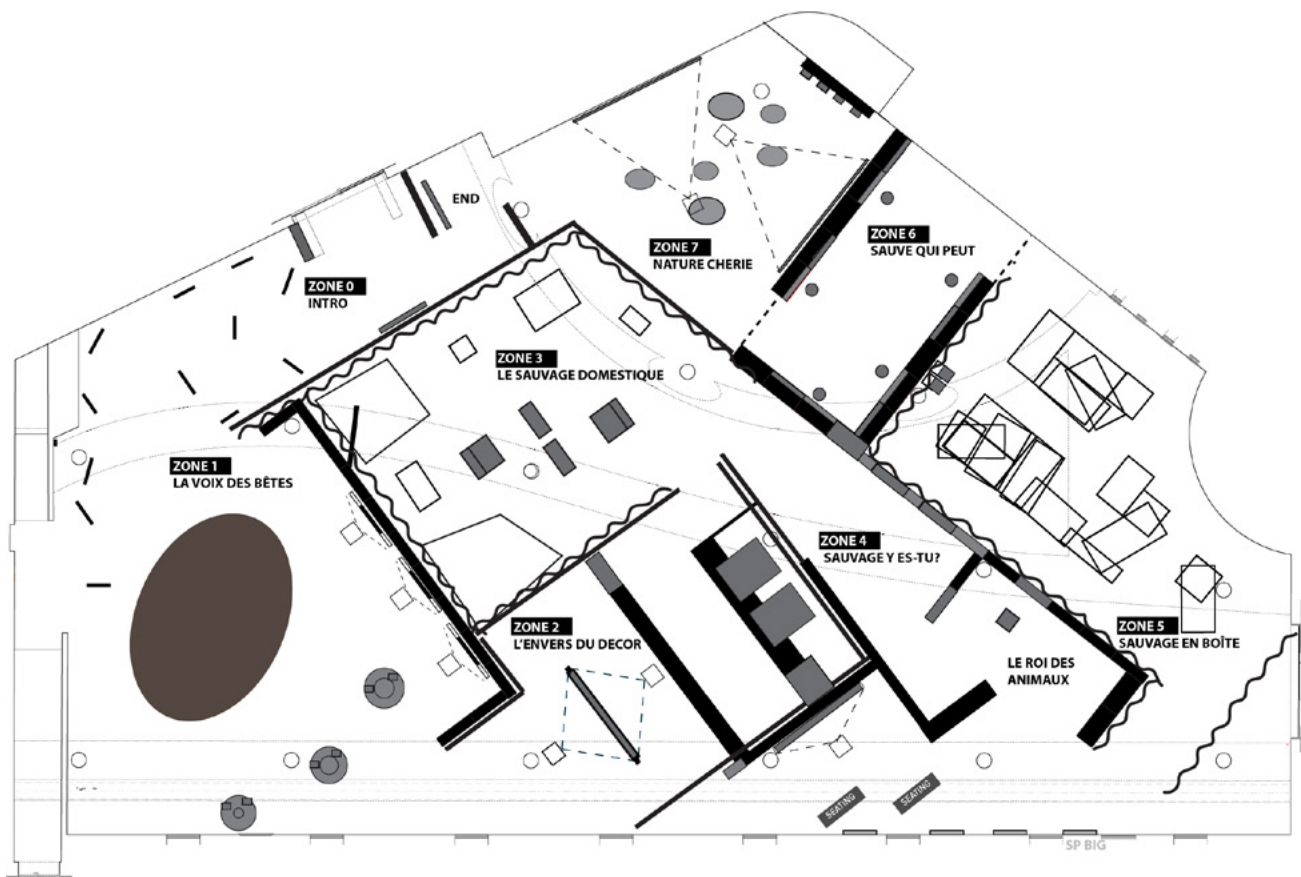 END
ZONE 0
INTRO
ZONE 7
NATURE CHERIE
ZONE 6
SAUVE QUI PEUT
ZONE 3
LE SAUVAGE DOMESTIQUE
ZONE 1
LA VOIX DES BÊTES
ZONE 4
SAUVAGE Y ES-TU?
ZONE 2
L'ENVERS DU DECOR
ZONE 5
SAUVAGE EN BOÎTE
LE ROI DES
ANIMAUX
SEATING
SEATING
SP BIG